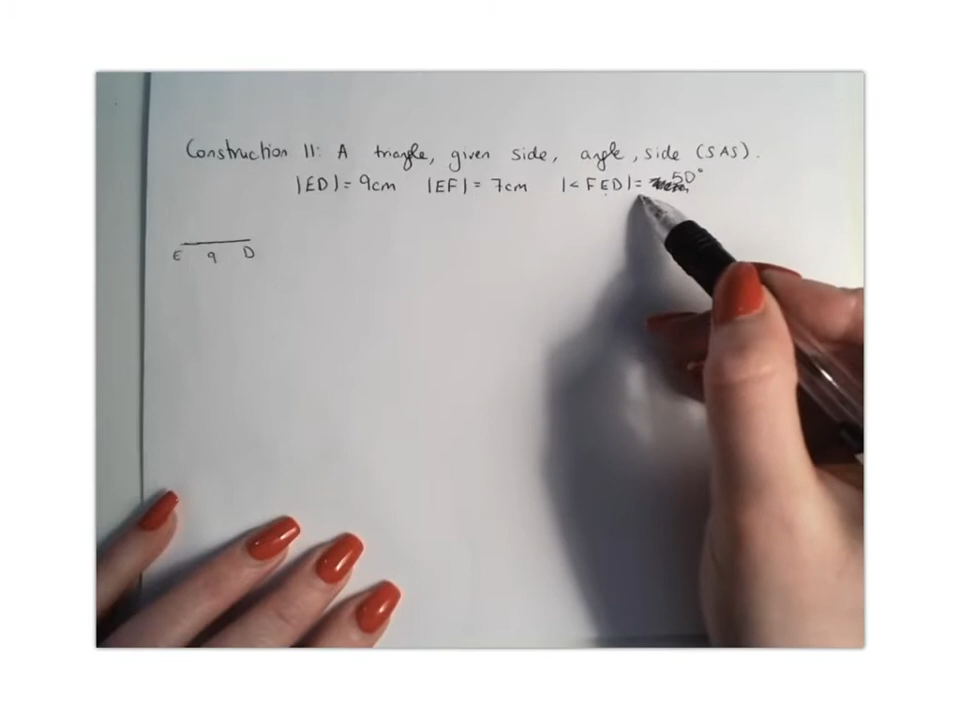 Construction 11: A triangle, given side, angle, side (SAS).
|ED| = 9cm |EF| = 7cm |<FED| = 50°
E 9 D